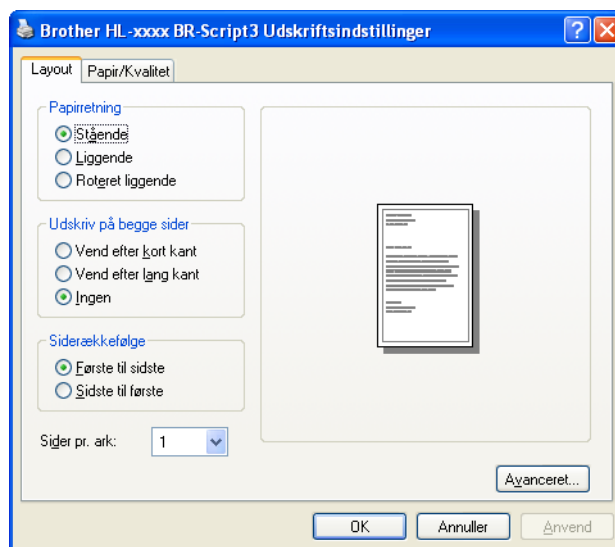 Brother HL-xxxx BR-Script3 Udskriftsindstillinger
Layout
Papir/Kvalitet
Papirretning
Stående
Liggende
Roteret liggende
Udskriv på begge sider
Vend efter kort kant
Vend efter lang kant
Ingen
Siderækkefølge
Første til sidste
Sidste til første
Sider pr. ark: 1
Avanceret...
OK
Annuller
Anvend